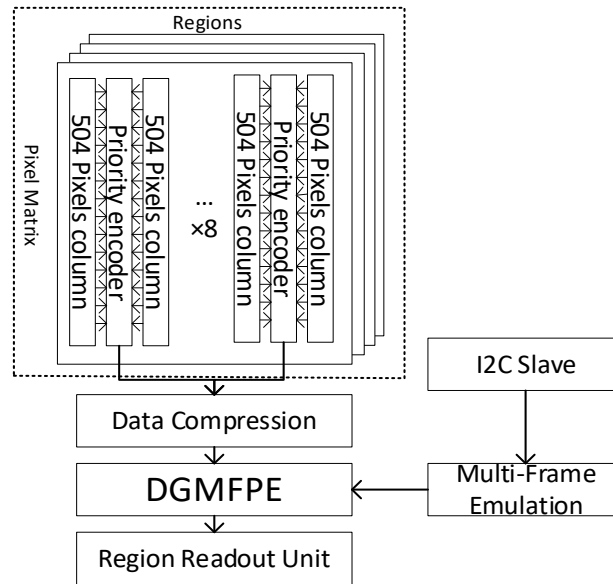 Regions
Pixel Matrix
504 Pixels column
Priority encoder
504 Pixels column
...
×8
504 Pixels column
Priority encoder
504 Pixels column
I2C Slave
Data Compression
DGMFPE
Multi-Frame
Emulation
Region Readout Unit